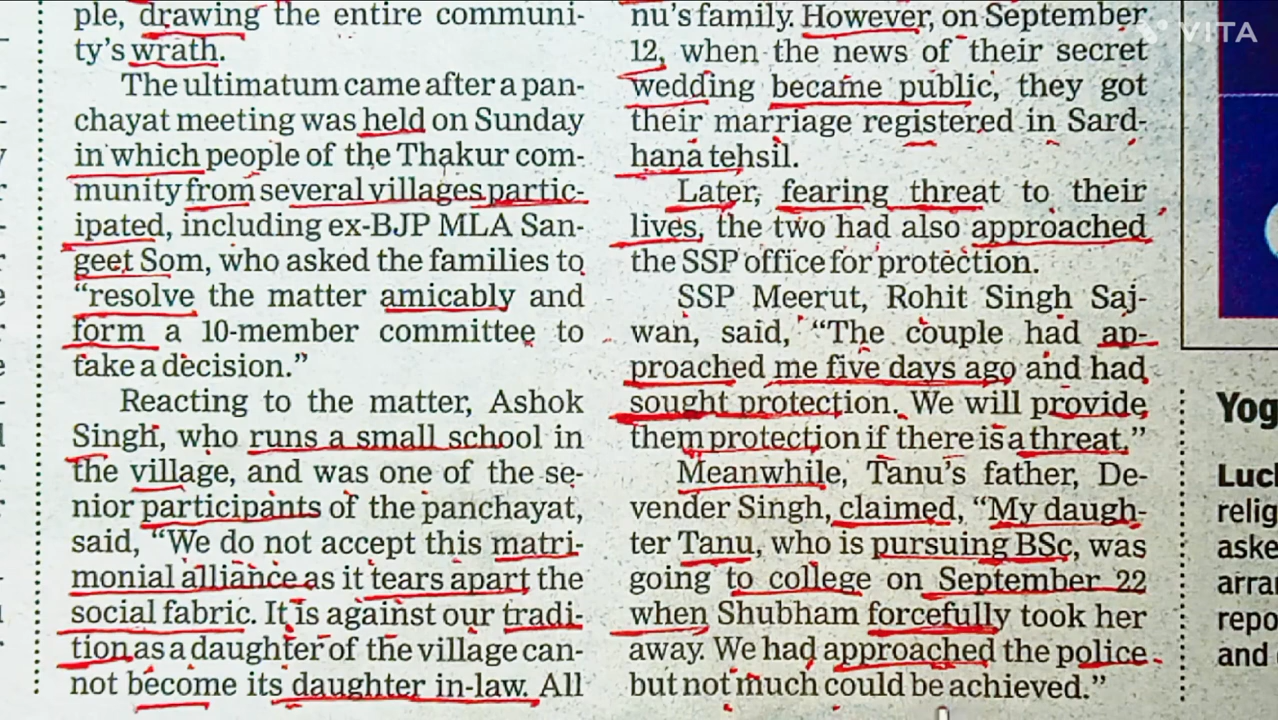 ple, drawing the entire communi-
ty's wrath.
The ultimatum came after a pan-
chayat meeting was held on Sunday
in which people of the Thakur com-
munity from several villages partic-
ipated, including ex-BJP MLA San-
geet Som, who asked the families to
“resolve the matter amicably and
form a 10-member committee to
take a decision.”
Reacting to the matter, Ashok
Singh, who runs a small school in
the village, and was one of the se-
nior participants of the panchayat,
said, “We do not accept this matri-
monial alliance as it tears apart the
social fabric. It is against our tradi-
tion as a daughter of the village can-
not become its daughter in-law. All
nu's family. However, on September
12, when the news of their secret
wedding became public, they got
their marriage registered in Sard-
hana tehsil.
Later, fearing threat to their
lives, the two had also approached
the SSP office for protection.
SSP Meerut, Rohit Singh Saj-
wan, said, “The couple had ap-
proached me five days ago and had
sought protection. We will provide
them protection if there is a threat.”
Meanwhile, Tanu's father, De-
vender Singh, claimed, “My daugh-
ter Tanu, who is pursuing BSc, was
going to college on September 22
when Shubham forcefully took her
away. We had approached the police
but not much could be achieved.”
VITA
Yog
Luc
relig
aske
arran
repo
and